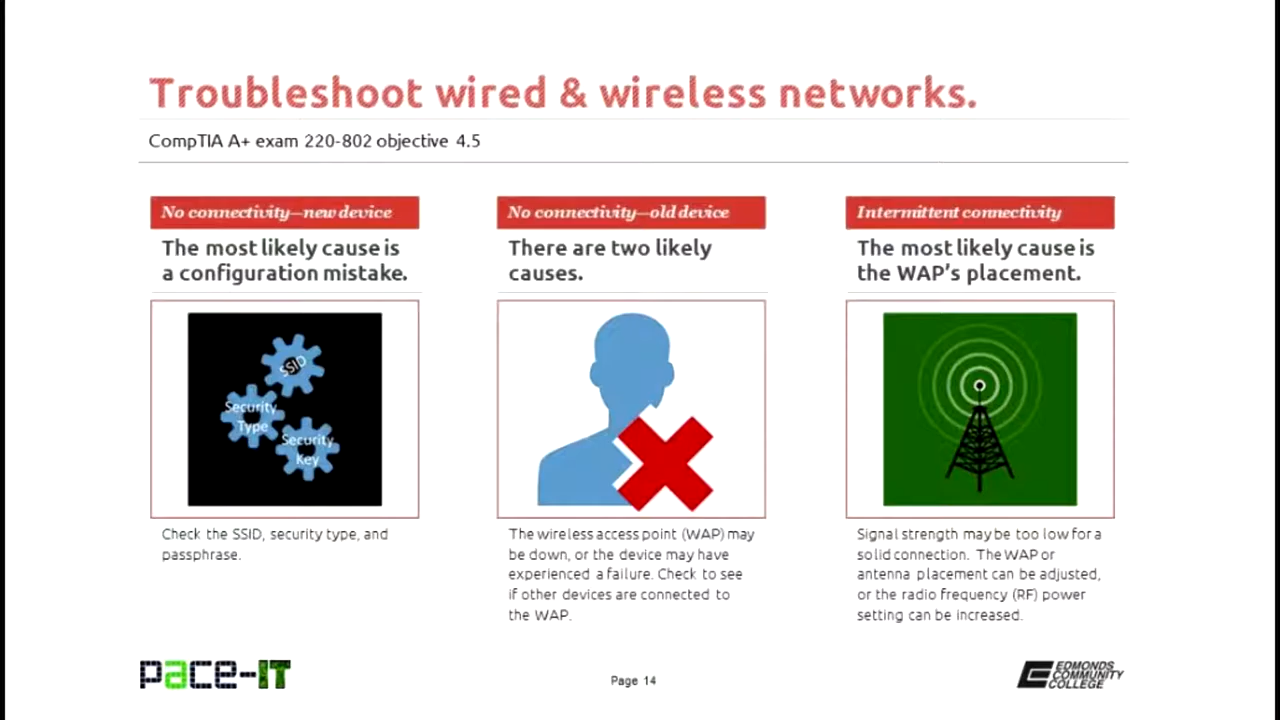 Troubleshoot wired & wireless networks.
CompTIA A+ exam 220-802 objective 4.5
No connectivity—new device
The most likely cause is
a configuration mistake.
SSID
Security
Type
Security
Key
Check the SSID, security type, and
passphrase.
No connectivity—old device
There are two likely
causes.
The wireless access point (WAP) may
be down, or the device may have
experienced a failure. Check to see
if other devices are connected to
the WAP.
Intermittent connectivity
The most likely cause is
the WAP's placement.
Signal strength may be too low for a
solid connection. The WAP or
antenna placement can be adjusted,
or the radio frequency (RF) power
setting can be increased.
pace-IT
Page 14
EDMONDS
COMMUNITY
COLLEGE